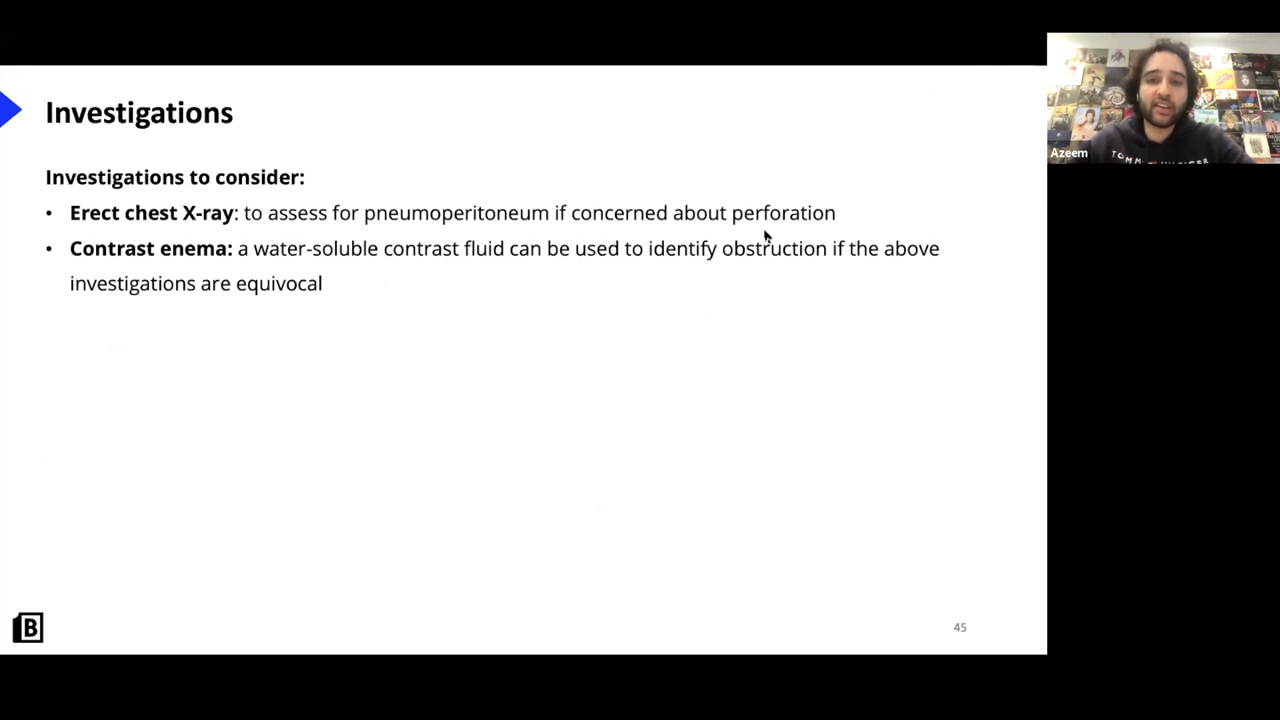 Investigations
Investigations to consider:
• Erect chest X-ray: to assess for pneumoperitoneum if concerned about perforation
• Contrast enema: a water-soluble contrast fluid can be used to identify obstruction if the above
investigations are equivocal
B
45
Azeem